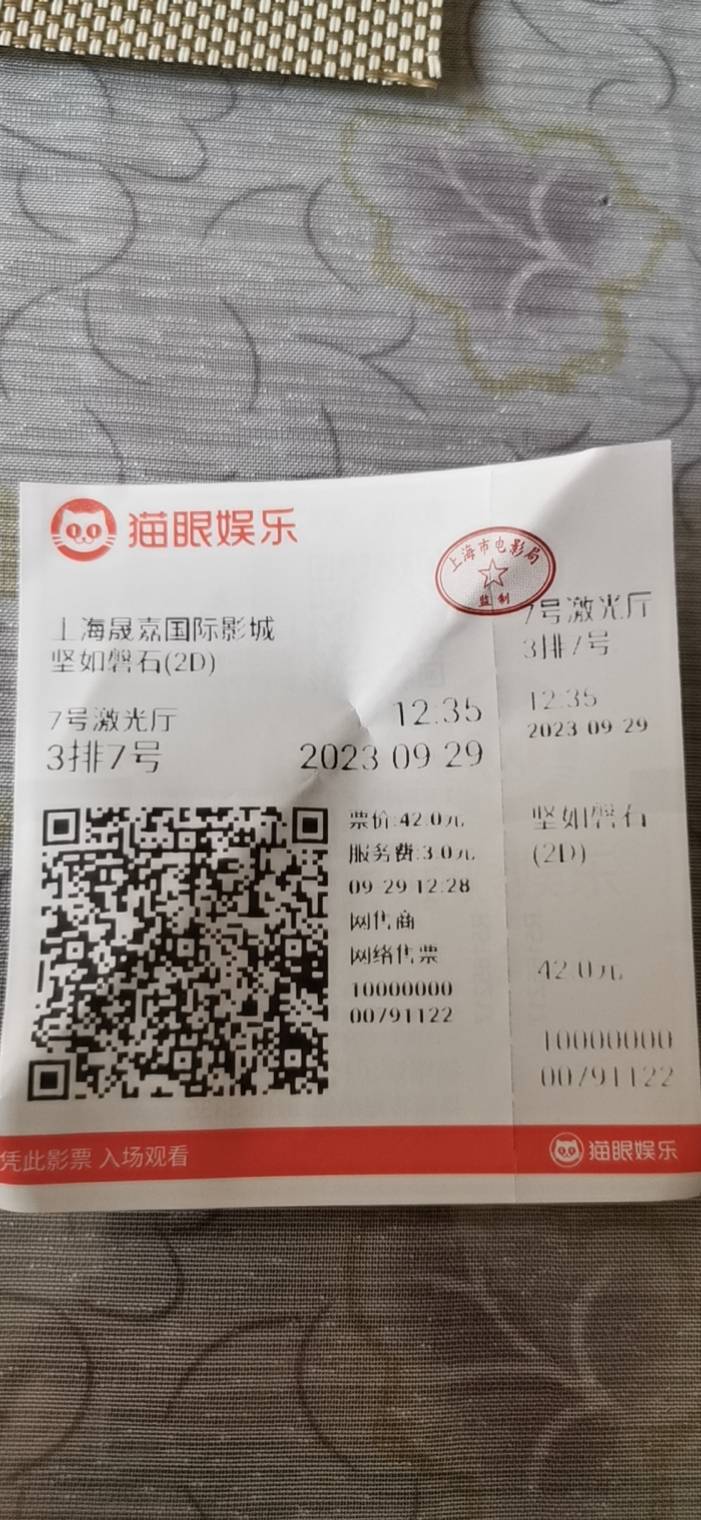 猫眼娱乐
上海市电影局
监制
上海晟嘉国际影城
坚如磐石(2D)
7号激光厅
3排7号
12:35
2023 09 29
票价:42.0元
服务费:3.0元
09-29 12:28
网售商
网络售票
10000000
00791122
7号激光厅
3排7号
12:35
2023-09-29
坚如磐石
(2D)
42.0元
10000000
00791122
凭此影票 入场观看
猫眼娱乐